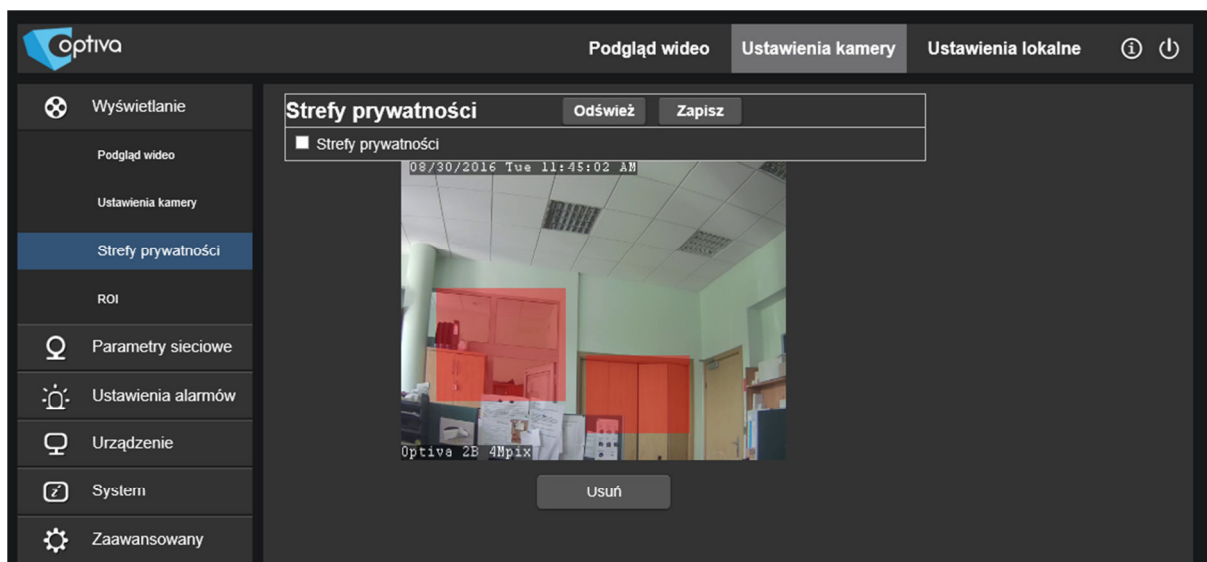 optiva
Podgląd wideo Ustawienia kamery Ustawienia lokalne
Wyświetlanie
Podgląd wideo
Ustawienia kamery
Strefy prywatności
ROI
Parametry sieciowe
Ustawienia alarmów
Urządzenie
System
Zaawansowany
Strefy prywatności Odśwież Zapisz
Strefy prywatności
08/30/2016 Tue 11:45:02 AM
Optiva 2B 4Mpix
Usuń